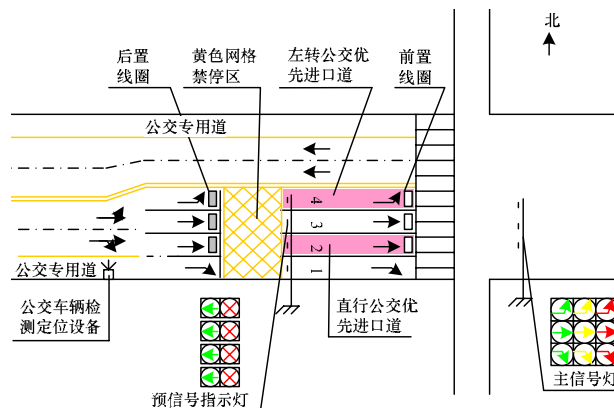 北
后置
线圈
黄色网格
禁停区
左转公交优
先进口道
前置
线圈
公交专用道
4
3
2
1
公交专用道
公交车辆检
测定位设备
直行公交优
先进口道
预信号指示灯
主信号灯